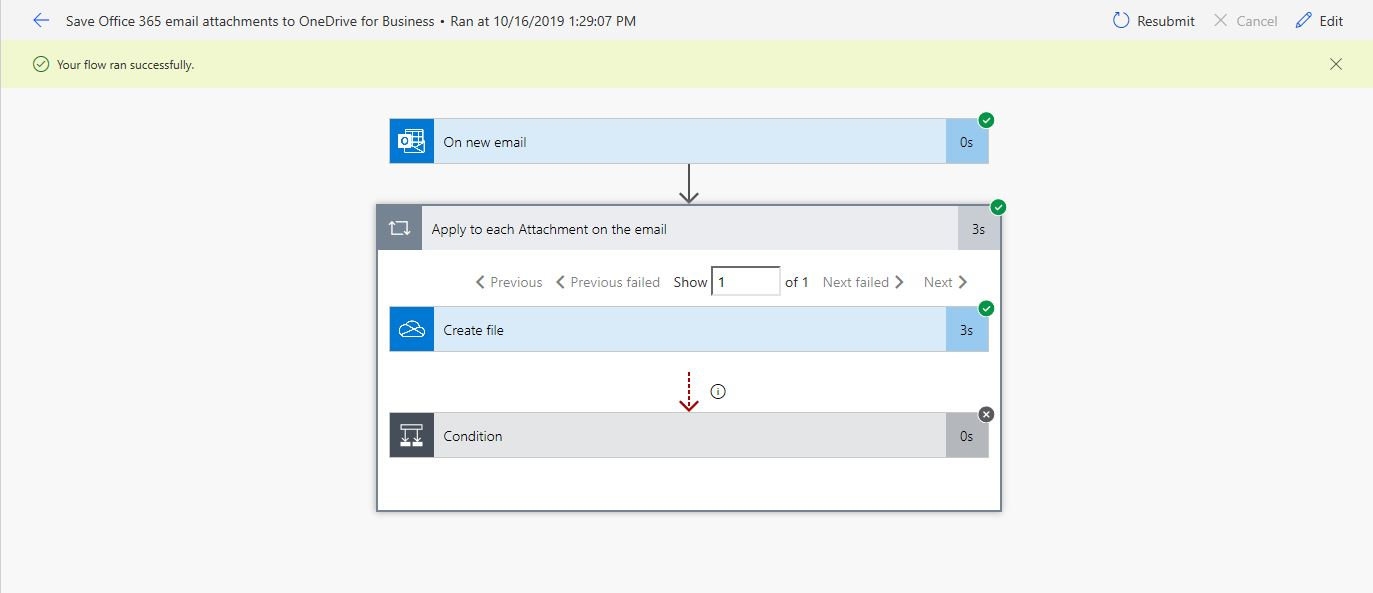 Save Office 365 email attachments to OneDrive for Business • Ran at 10/16/2019 1:29:07 PM
Resubmit Cancel Edit
Your flow ran successfully.
On new email 0s
Apply to each Attachment on the email 3s
Previous Previous failed Show 1 of 1 Next failed Next
Create file 3s
Condition 0s